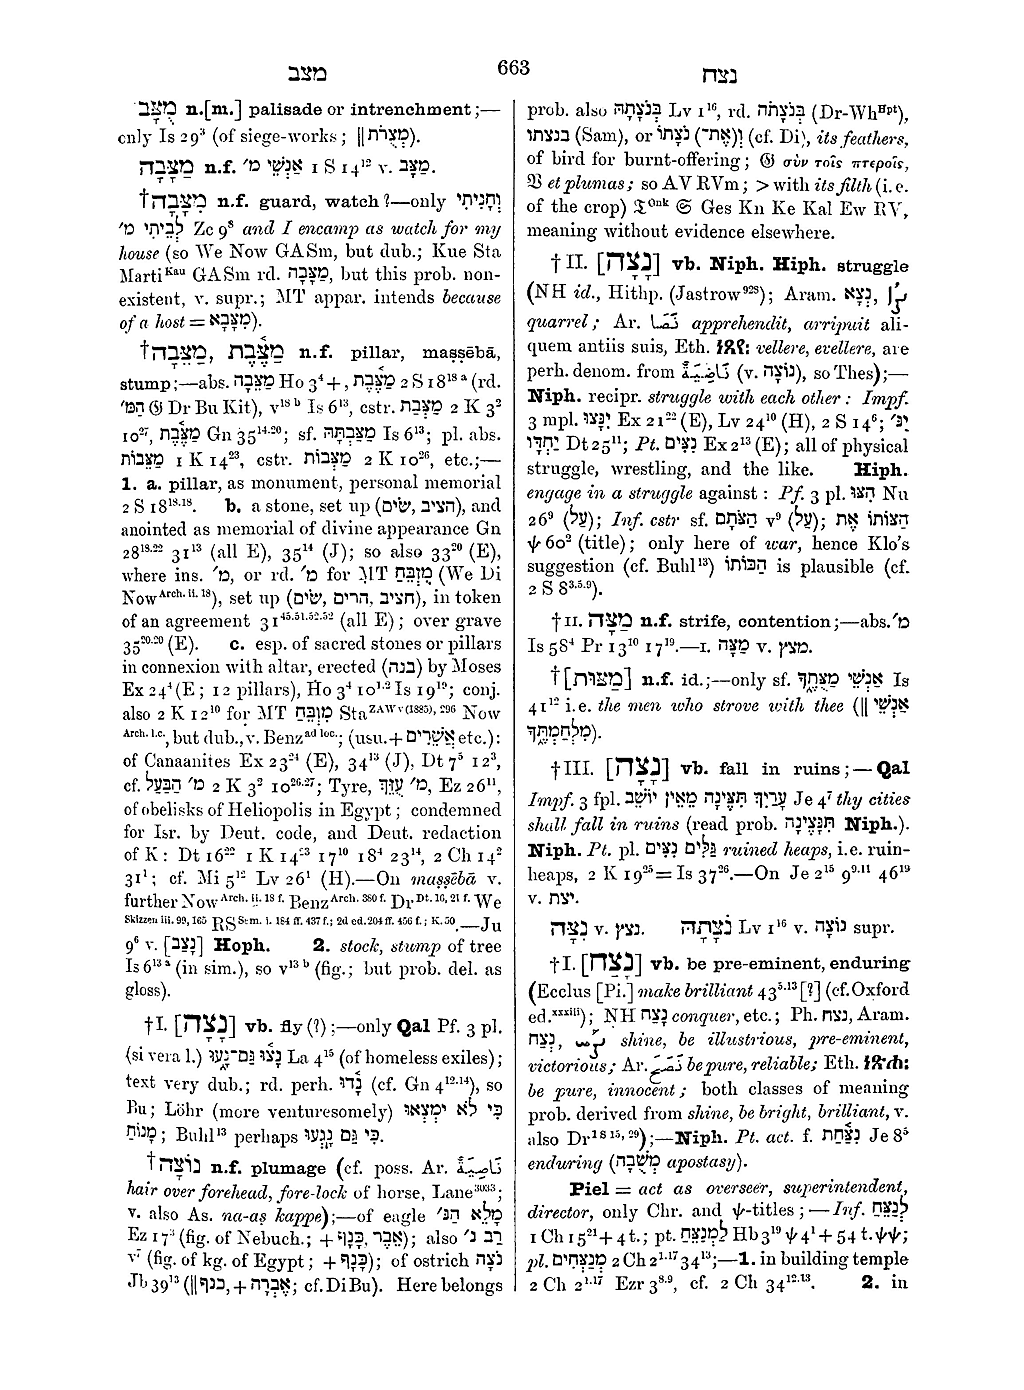 מצב 663 נצח
מֻצָּב n.[m.] palisade or intrenchment;—
only Is 29³ (of siege-works; ‖ מְצֻרֹת).
מַצָּבָה n.f. אַנְשֵׁי מ׳ 1 S 14¹² v. מַצָּב.
†מִצָּבָה n.f. guard, watch?—only וְחָנִיתִי
לְבֵיתִי מ׳ Zc 9⁸ and I encamp as watch for my
house (so We Now GASm, but dub.; Kue Sta
Marti Kau GASm rd. מַצָּבָה, but this prob. non-
existent, v. supr.; MT appar. intends because
of a host = מִצָּבָא).
†מַצֵּבָה, מַצֶּבֶת n.f. pillar, maṣṣēbā,
stump;—abs. מַצֵּבָה Ho 3⁴ +, מַצֶּבֶת 2 S 18¹⁸ ᵃ (rd.
הַמּ׳ 𝔊 Dr Bu Kit), v¹⁸ ᵇ Is 6¹³, cstr. מַצְּבַת 2 K 3²
10²⁷, מַצֶּבֶת Gn 35¹⁴·²⁰; sf. מַצַּבְתָּהּ Is 6¹³; pl. abs.
מַצֵּבוֹת 1 K 14²³, cstr. מַצְּבוֹת 2 K 10²⁶, etc.;—
1. a. pillar, as monument, personal memorial
2 S 18¹⁸·¹⁸. b. a stone, set up (הציב, שׂים), and
anointed as memorial of divine appearance Gn
28¹⁸·²² 31¹³ (all E), 35¹⁴ (J); so also 33²⁰ (E),
where ins. מ׳, or rd. מ׳ for MT מִזְבֵּחַ (We Di
Now Arch. ii. 18), set up (הציב, הרים, שׂים), in token
of an agreement 31⁴⁵·⁵¹·⁵²·⁵² (all E); over grave
35²⁰·²⁰ (E). c. esp. of sacred stones or pillars
in connexion with altar, erected (בנה) by Moses
Ex 24⁴ (E; 12 pillars), Ho 3⁴ 10¹·² Is 19¹⁹; conj.
also 2 K 12¹⁰ for MT מִזְבֵּחַ Sta ZAW v (1885), 296 Now
Arch. l.c., but dub., v. Benz ad loc.; (usu. + אֲשֵׁרִים etc.):
of Canaanites Ex 23²⁴ (E), 34¹³ (J), Dt 7⁵ 12³,
cf. מ׳ הַבַּעַל 2 K 3² 10²⁶·²⁷; Tyre, מ׳ עֻזֵּךְ, Ez 26¹¹,
of obelisks of Heliopolis in Egypt; condemned
for Isr. by Deut. code, and Deut. redaction
of K: Dt 16²² 1 K 14²³ 17¹⁰ 18⁴ 23¹⁴, 2 Ch 14²
31¹; cf. Mi 5¹² Lv 26¹ (H).—On maṣṣēbā v.
further Now Arch. ii. 18 f. Benz Arch. 380 f. Dr Dt. 16, 21 f. We
Skizzen iii. 99, 165 RS Sem. i. 184 ff. 437 f.; 2d ed. 204 ff. 456 f.; K. 50.—Ju
9⁶ v. [נָצַב] Hoph. 2. stock, stump of tree
Is 6¹³ ᵃ (in sim.), so v¹³ ᵇ (fig.; but prob. del. as
gloss).
†I. [נָצָה] vb. fly (?);—only Qal Pf. 3 pl.
(si vera l.) נָצוּ גַּם־נָעוּ La 4¹⁵ (of homeless exiles);
text very dub.; rd. perh. נָדוּ (cf. Gn 4¹²·¹⁴), so
Bu; Löhr (more venturesomely) כִּי לֹא יִמְצְאוּ
מָנוֹחַ; Buhl¹³ perhaps כִּי גַם נָגְעוּ.
†נוֹצָה n.f. plumage (cf. poss. Ar. نَاصِيَةٌ
hair over forehead, fore-lock of horse, Lane³⁰³³;
v. also As. na-aṣ kappe);—of eagle מָלֵא הַנּ׳
Ez 17³ (fig. of Nebuch.; + כָּנָף, אֵבֶר); also רַב נ׳
v⁷ (fig. of kg. of Egypt; + כָּנָף); of ostrich נֹצָה
Jb 39¹³ (‖ כנף, + אֶבְרָה; cf. Di Bu). Here belongs
prob. also בְּנֹצָתָהּ Lv 1¹⁶, rd. בְּנֹצָתֹה (Dr-Wh Hpt),
בנצתו (Sam), or וְ(אֶת־) נֹצָתוֹ (cf. Di), its feathers,
of bird for burnt-offering; 𝔊 σὺν τοῖς πτεροῖς,
𝔙 et plumas; so AV RVm; > with its filth (i.e.
of the crop) 𝔗 Onk 𝔖 Ges Kn Ke Kal Ew RV,
meaning without evidence elsewhere.
†II. [נָצָה] vb. Niph. Hiph. struggle
(NH id., Hithp. (Jastrow⁹²⁸); Aram. נְצָא, ܢܨܐ
quarrel; Ar. نَصَا apprehendit, arripuit ali-
quem antiis suis, Eth. vellere, evellere, are
perh. denom. from نَاصِيَةٌ (v. נוֹצָה), so Thes);—
Niph. recipr. struggle with each other: Impf.
3 mpl. יִנָּצוּ Ex 21²² (E), Lv 24¹⁰ (H), 2 S 14⁶; יִנּ׳
יַחְדָּו Dt 25¹¹; Pt. נִצִּים Ex 2¹³ (E); all of physical
struggle, wrestling, and the like. Hiph.
engage in a struggle against: Pf. 3 pl. הִצּוּ Nu
26⁹ (עַל); Inf. cstr sf. הַצֹּתָם v⁹ (עַל); הַצּוֹתוֹ אֶת
ψ 60² (title); only here of war, hence Klo's
suggestion (cf. Buhl¹³) הַכּוֹתוֹ is plausible (cf.
2 S 8³·⁵·⁹).
†II. מַצָּה n.f. strife, contention;—abs. מ׳
Is 58⁴ Pr 13¹⁰ 17¹⁹.—I. מַצָּה v. מצץ.
†[מַצּוּת] n.f. id.;—only sf. אַנְשֵׁי מַצֻּתֶךָ Is
41¹² i.e. the men who strove with thee (‖ אַנְשֵׁי
מִלְחַמְתֶּךָ).
†III. [נָצָה] vb. fall in ruins;—Qal
Impf. 3 fpl. עָרַיִךְ תִּצֶּינָה מֵאֵין יוֹשֵׁב Je 4⁷ thy cities
shall fall in ruins (read prob. תִּנָּצֶינָה Niph.).
Niph. Pt. pl. גַּלִּים נִצִּים ruined heaps, i.e. ruin-
heaps, 2 K 19²⁵ = Is 37²⁶.—On Je 2¹⁵ 9⁹·¹¹ 46¹⁹
v. יצת.
נִצָּה v. נצץ. נֹצָתָהּ Lv 1¹⁶ v. נוֹצָה supr.
†I. [נָצַח] vb. be pre-eminent, enduring
(Ecclus [Pi.] make brilliant 43⁵·¹³ [?] (cf. Oxford
ed. xxxiii); NH נִצַּח conquer, etc.; Ph. נצח, Aram.
נְצַח, ܢܨܚ shine, be illustrious, pre-eminent,
victorious; Ar. نَصَحَ be pure, reliable; Eth.
be pure, innocent; both classes of meaning
prob. derived from shine, be bright, brilliant, v.
also Dr 1 S 15, 29);—Niph. Pt. act. f. נִצַּחַת Je 8⁵
enduring (מְשֻׁבָה apostasy).
Piel = act as overseer, superintendent,
director, only Chr. and ψ-titles;—Inf. לְנַצֵּחַ
1 Ch 15²¹ + 4 t.; pt. לַמְנַצֵּחַ Hb 3¹⁹ ψ 4¹ + 54 t. ψψ;
pl. מְנַצְּחִים 2 Ch 2¹·¹⁷ 34¹³;—1. in building temple
2 Ch 2¹·¹⁷ Ezr 3⁸·⁹, cf. 2 Ch 34¹²·¹³. 2. in